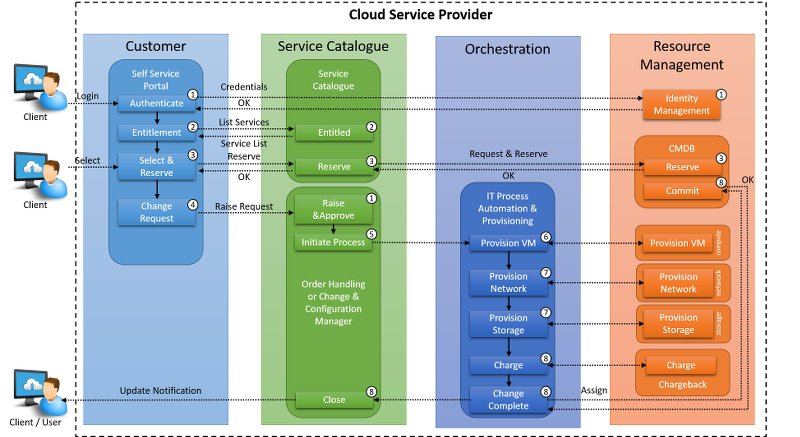 Cloud Service Provider
Customer
Service Catalogue
Orchestration
Resource
Management
Self Service
Portal
Service
Catalogue
Client
Login
Authenticate
1
Credentials
OK
Identity
Management
1
Entitlement
2
List Services
Service List
Entitled
2
Client
Select
Select &
Reserve
3
Reserve
OK
Reserve
3
Request & Reserve
OK
CMDB
Reserve
3
Commit
8
OK
Change
Request
4
Raise Request
Raise
&Approve
1
Initiate Process
5
Order Handling
or Change &
Configuration
Manager
IT Process
Automation &
Provisioning
Provision VM
6
Provision VM
compute
Provision
Network
7
Provision
Network
network
Provision
Storage
7
Provision
Storage
storage
Charge
8
Charge
Chargeback
Change
Complete
8
Assign
Close
8
Update Notification
Client / User